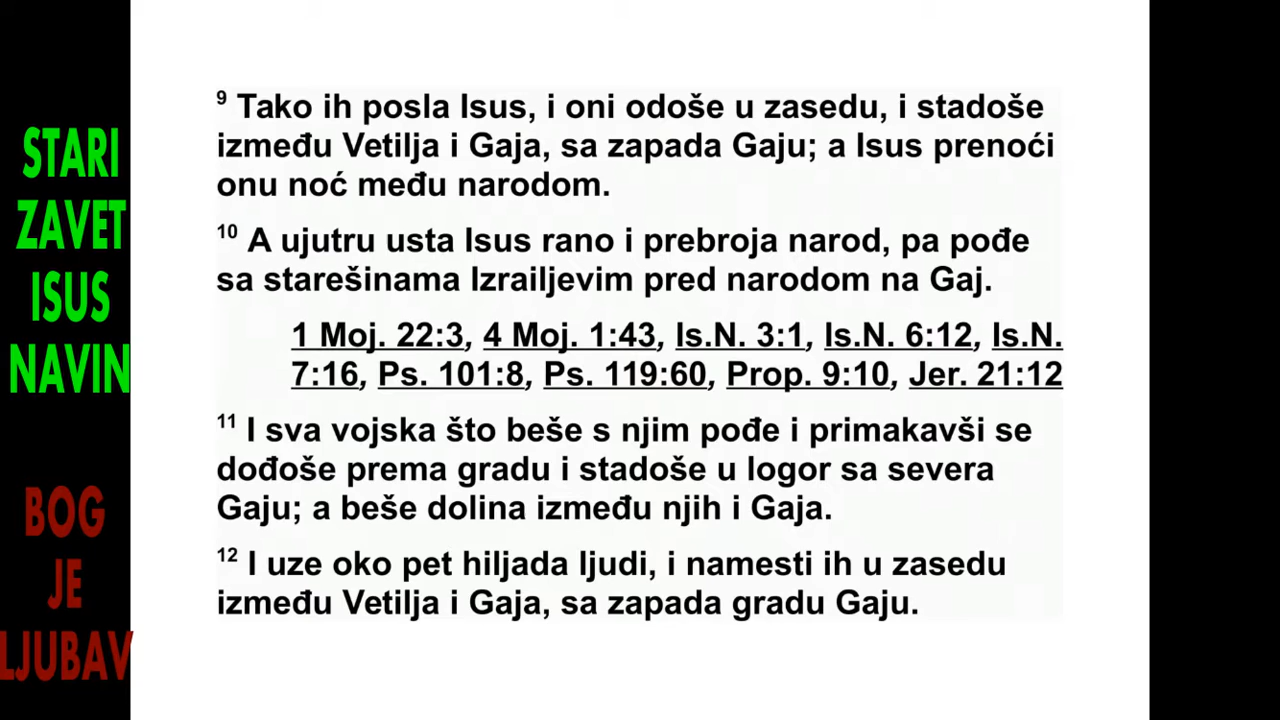 STARI
ZAVET
ISUS
NAVIN
BOG
JE
LJUBAV
9 Tako ih posla Isus, i oni odoše u zasedu, i stadoše
između Vetilja i Gaja, sa zapada Gaju; a Isus prenoći
onu noć među narodom.
10 A ujutru usta Isus rano i prebroja narod, pa pođe
sa starešinama Izrailjevim pred narodom na Gaj.
1 Moj. 22:3, 4 Moj. 1:43, Is.N. 3:1, Is.N. 6:12, Is.N.
7:16, Ps. 101:8, Ps. 119:60, Prop. 9:10, Jer. 21:12
11 I sva vojska što beše s njim pođe i primakavši se
dođoše prema gradu i stadoše u logor sa severa
Gaju; a beše dolina između njih i Gaja.
12 I uze oko pet hiljada ljudi, i namesti ih u zasedu
između Vetilja i Gaja, sa zapada gradu Gaju.